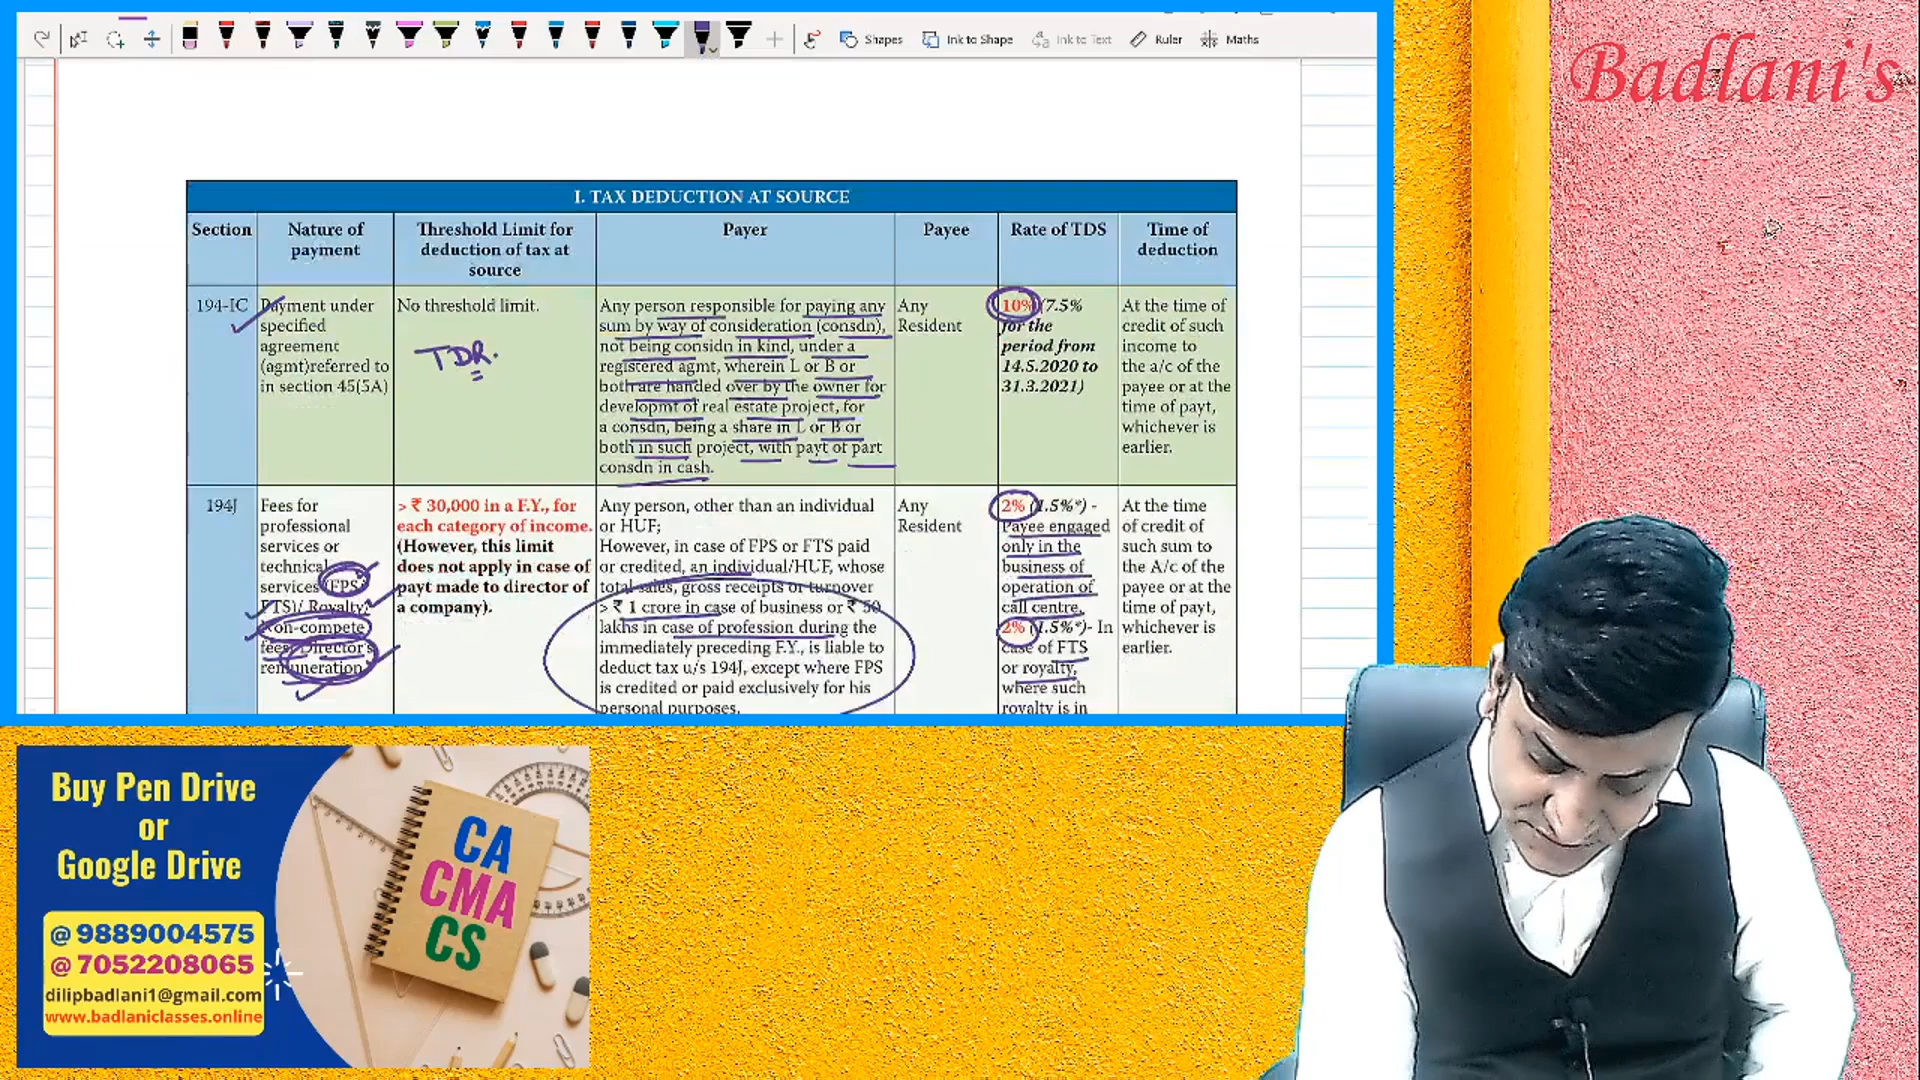 Badlani's
Shapes
Ink to Shape
Ink to Text
Ruler
Maths
I. TAX DEDUCTION AT SOURCE
Section
Nature of
payment
Threshold Limit for
deduction of tax at
source
Payer
Payee
Rate of TDS
Time of
deduction
194-IC
Payment under
specified
agreement
(agmt)referred to
in section 45(5A)
No threshold limit.
TDR.
Any person responsible for paying any
sum by way of consideration (consdn),
not being considn in kind, under a
registered agmt, wherein L or B or
both are handed over by the owner for
developmt of real estate project, for
a consdn, being a share in L or B or
both in such project, with payt of part
consdn in cash.
Any
Resident
10% (7.5%
for the
period from
14.5.2020 to
31.3.2021)
At the time of
credit of such
income to
the a/c of the
payee or at the
time of payt,
whichever is
earlier.
194J
Fees for
professional
services or
technical
services (FPS/
FTS)/ Royalty/
Non-compete
fees/ Director's
remuneration
> ₹ 30,000 in a F.Y., for
each category of income.
(However, this limit
does not apply in case of
payt made to director of
a company).
Any person, other than an individual
or HUF;
However, in case of FPS or FTS paid
or credited, an individual/HUF, whose
total sales, gross receipts or turnover
> ₹ 1 crore in case of business or ₹ 50
lakhs in case of profession during the
immediately preceding F.Y., is liable to
deduct tax u/s 194J, except where FPS
is credited or paid exclusively for his
personal purposes.
Any
Resident
2% (1.5%*) -
Payee engaged
only in the
business of
operation of
call centre.
2% (1.5%*)- In
case of FTS
or royalty,
where such
royalty is in
At the time
of credit of
such sum to
the A/c of the
payee or at the
time of payt,
whichever is
earlier.
Buy Pen Drive
or
Google Drive
@ 9889004575
@ 7052208065
dilipbadlani1@gmail.com
www.badlaniclasses.online
CA
CMA
CS